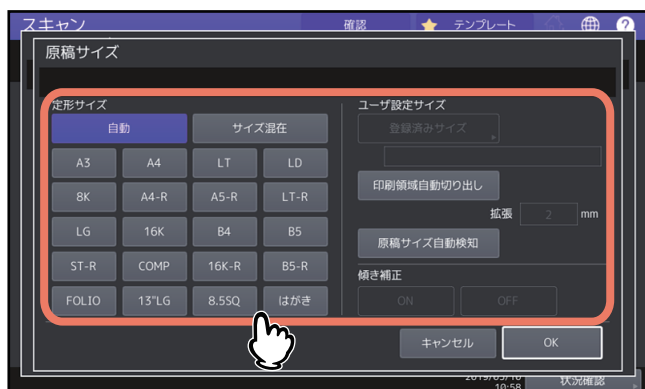 スキャン 確認 テンプレート ?
原稿サイズ
定形サイズ ユーザ設定サイズ
自動 サイズ混在 登録済みサイズ
A3 A4 LT LD
8K A4-R A5-R LT-R 印刷領域自動切り出し
拡張 2 mm
LG 16K B4 B5 原稿サイズ自動検知
ST-R COMP 16K-R B5-R 傾き補正
FOLIO 13"LG 8.5SQ はがき ON OFF
キャンセル OK
状況確認
10:58